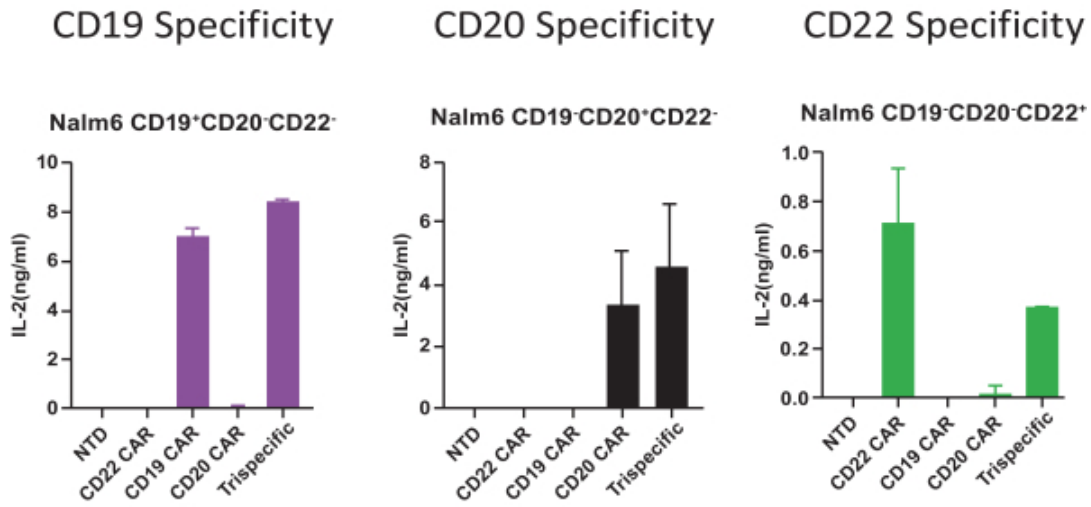 CD19 Specificity
CD20 Specificity
CD22 Specificity
Nalm6 CD19⁺CD20⁻CD22⁻
IL-2(ng/ml)
10
8
6
4
2
0
NTD
CD22 CAR
CD19 CAR
CD20 CAR
Trispecific
Nalm6 CD19⁻CD20⁺CD22⁻
IL-2(ng/ml)
8
6
4
2
0
NTD
CD22 CAR
CD19 CAR
CD20 CAR
Trispecific
Nalm6 CD19⁻CD20⁻CD22⁺
IL-2(ng/ml)
1.0
0.8
0.6
0.4
0.2
0.0
NTD
CD22 CAR
CD19 CAR
CD20 CAR
Trispecific